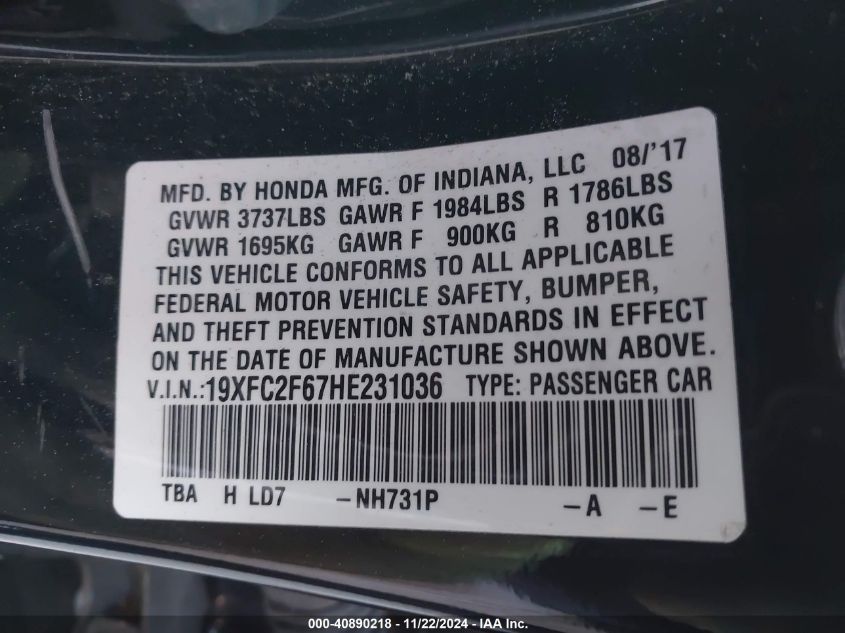 MFD. BY HONDA MFG. OF INDIANA, LLC 08/'17
GVWR 3737LBS GAWR F 1984LBS R 1786LBS
GVWR 1695KG GAWR F 900KG R 810KG
THIS VEHICLE CONFORMS TO ALL APPLICABLE
FEDERAL MOTOR VEHICLE SAFETY, BUMPER,
AND THEFT PREVENTION STANDARDS IN EFFECT
ON THE DATE OF MANUFACTURE SHOWN ABOVE.
V.I.N.:19XFC2F67HE231036 TYPE: PASSENGER CAR
TBA H LD7 -NH731P -A -E
000-40890218 - 11/22/2024 - IAA Inc.